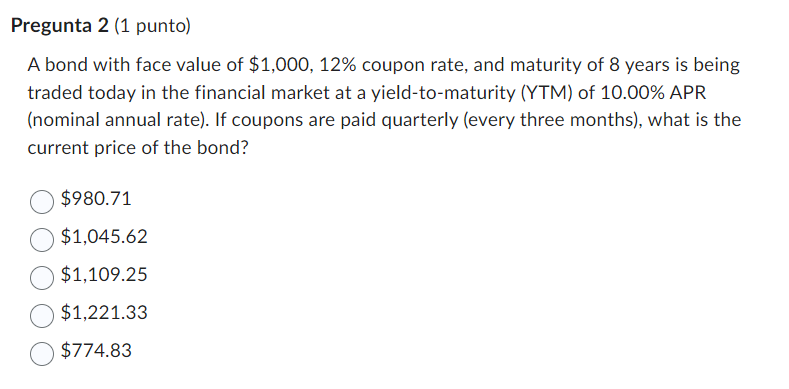 Pregunta 2 (1 punto)
A bond with face value of $1,000, 12% coupon rate, and maturity of 8 years is being
traded today in the financial market at a yield-to-maturity (YTM) of 10.00% APR
(nominal annual rate). If coupons are paid quarterly (every three months), what is the
current price of the bond?
$980.71
$1,045.62
$1,109.25
$1,221.33
$774.83